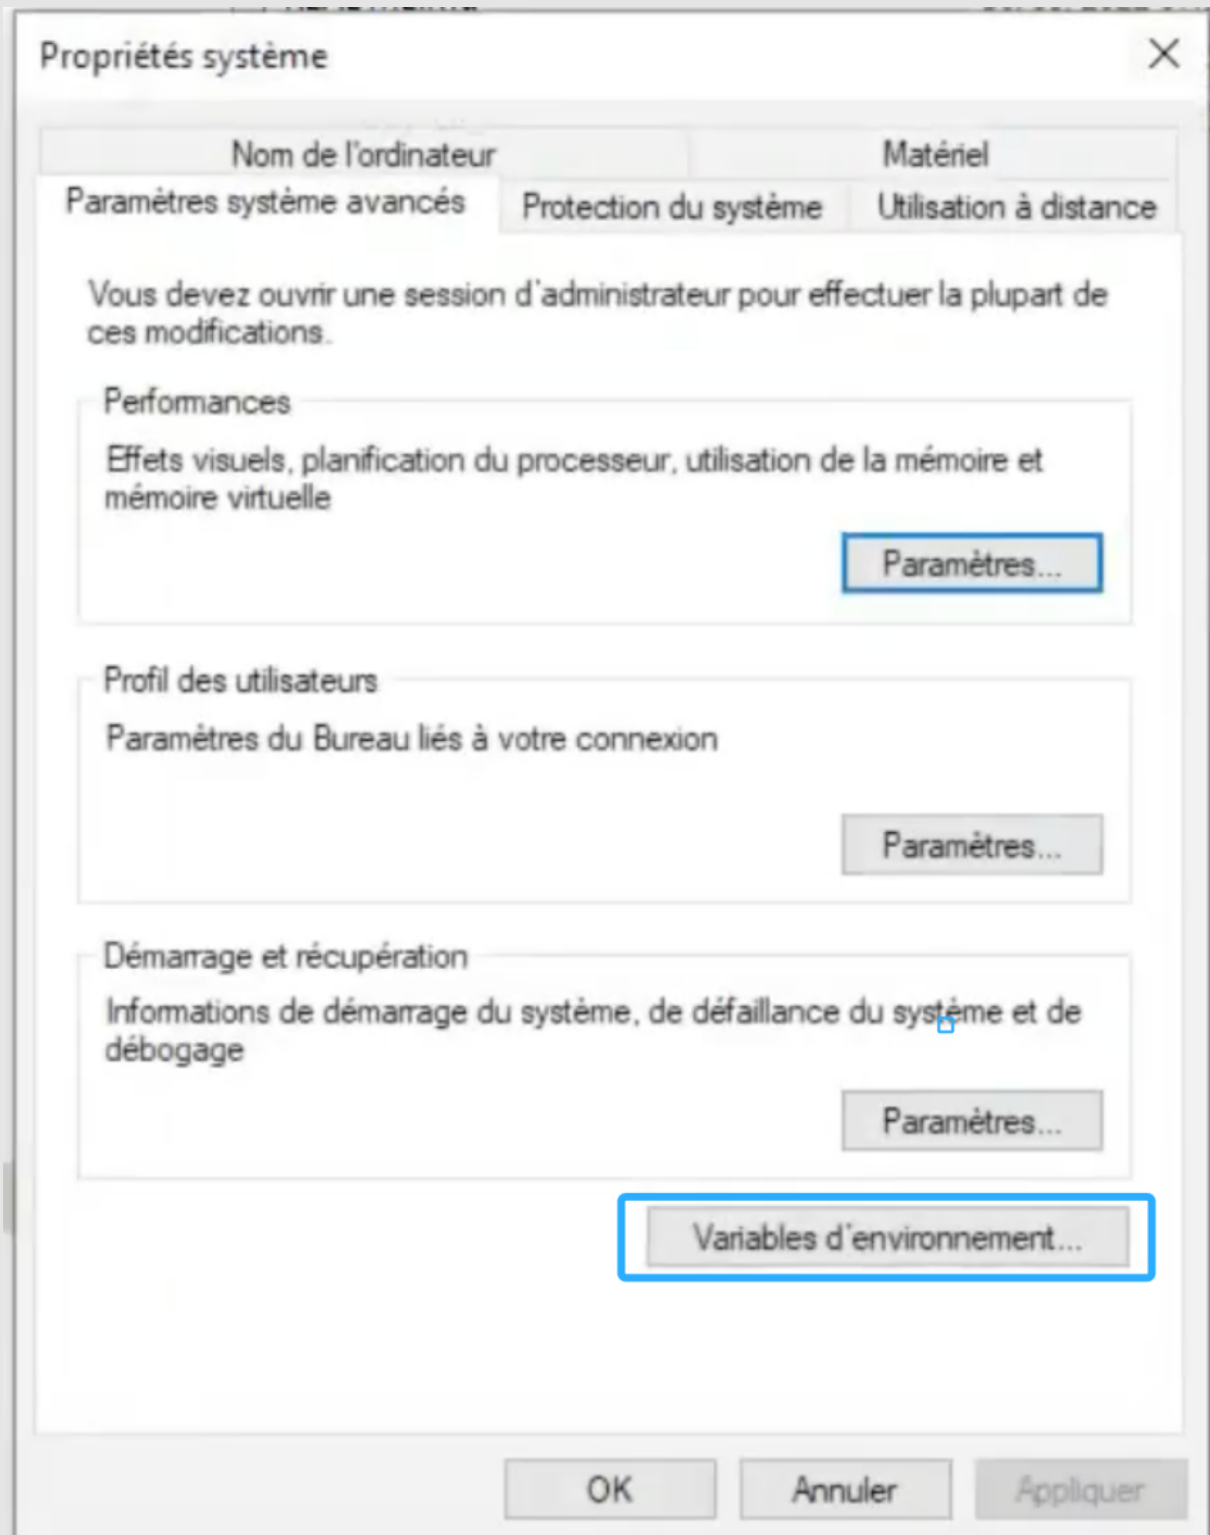 Propriétés système
Nom de l'ordinateur
Matériel
Paramètres système avancés
Protection du système
Utilisation à distance
Vous devez ouvrir une session d'administrateur pour effectuer la plupart de
ces modifications.
Performances
Effets visuels, planification du processeur, utilisation de la mémoire et
mémoire virtuelle
Paramètres...
Profil des utilisateurs
Paramètres du Bureau liés à votre connexion
Paramètres...
Démarrage et récupération
Informations de démarrage du système, de défaillance du système et de
débogage
Paramètres...
Variables d'environnement...
OK
Annuler
Appliquer